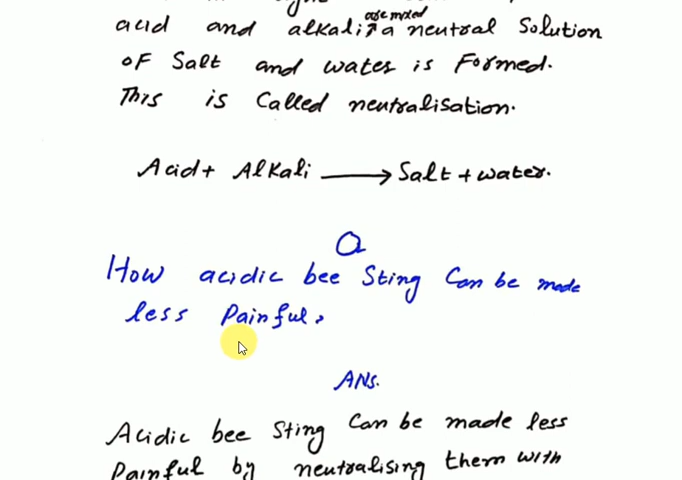 acid and alkali are mixed a neutral Solution
of Salt and water is Formed.
This is Called neutralisation.
Acid + Alkali → Salt + water.
Q
How acidic bee Sting Can be made
less Painful,
ANS.
Acidic bee Sting Can be made less
Painful by neutralising them with